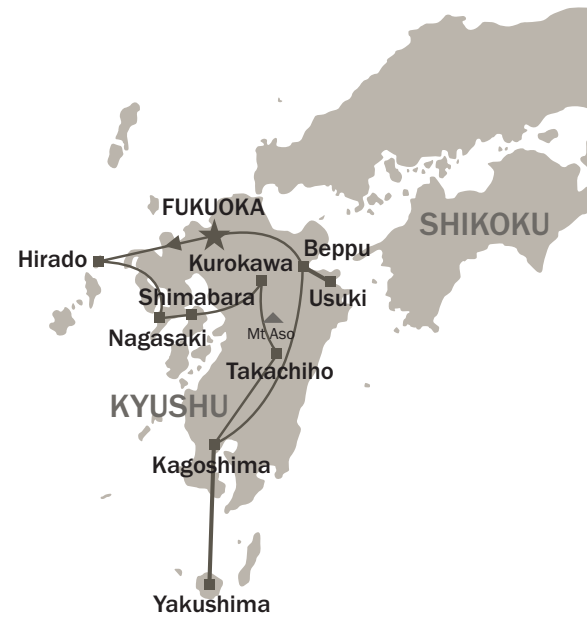 FUKUOKA
SHIKOKU
Beppu
Hirado
Kurokawa
Usuki
Shimabara
Nagasaki
Mt Aso
Takachiho
KYUSHU
Kagoshima
Yakushima